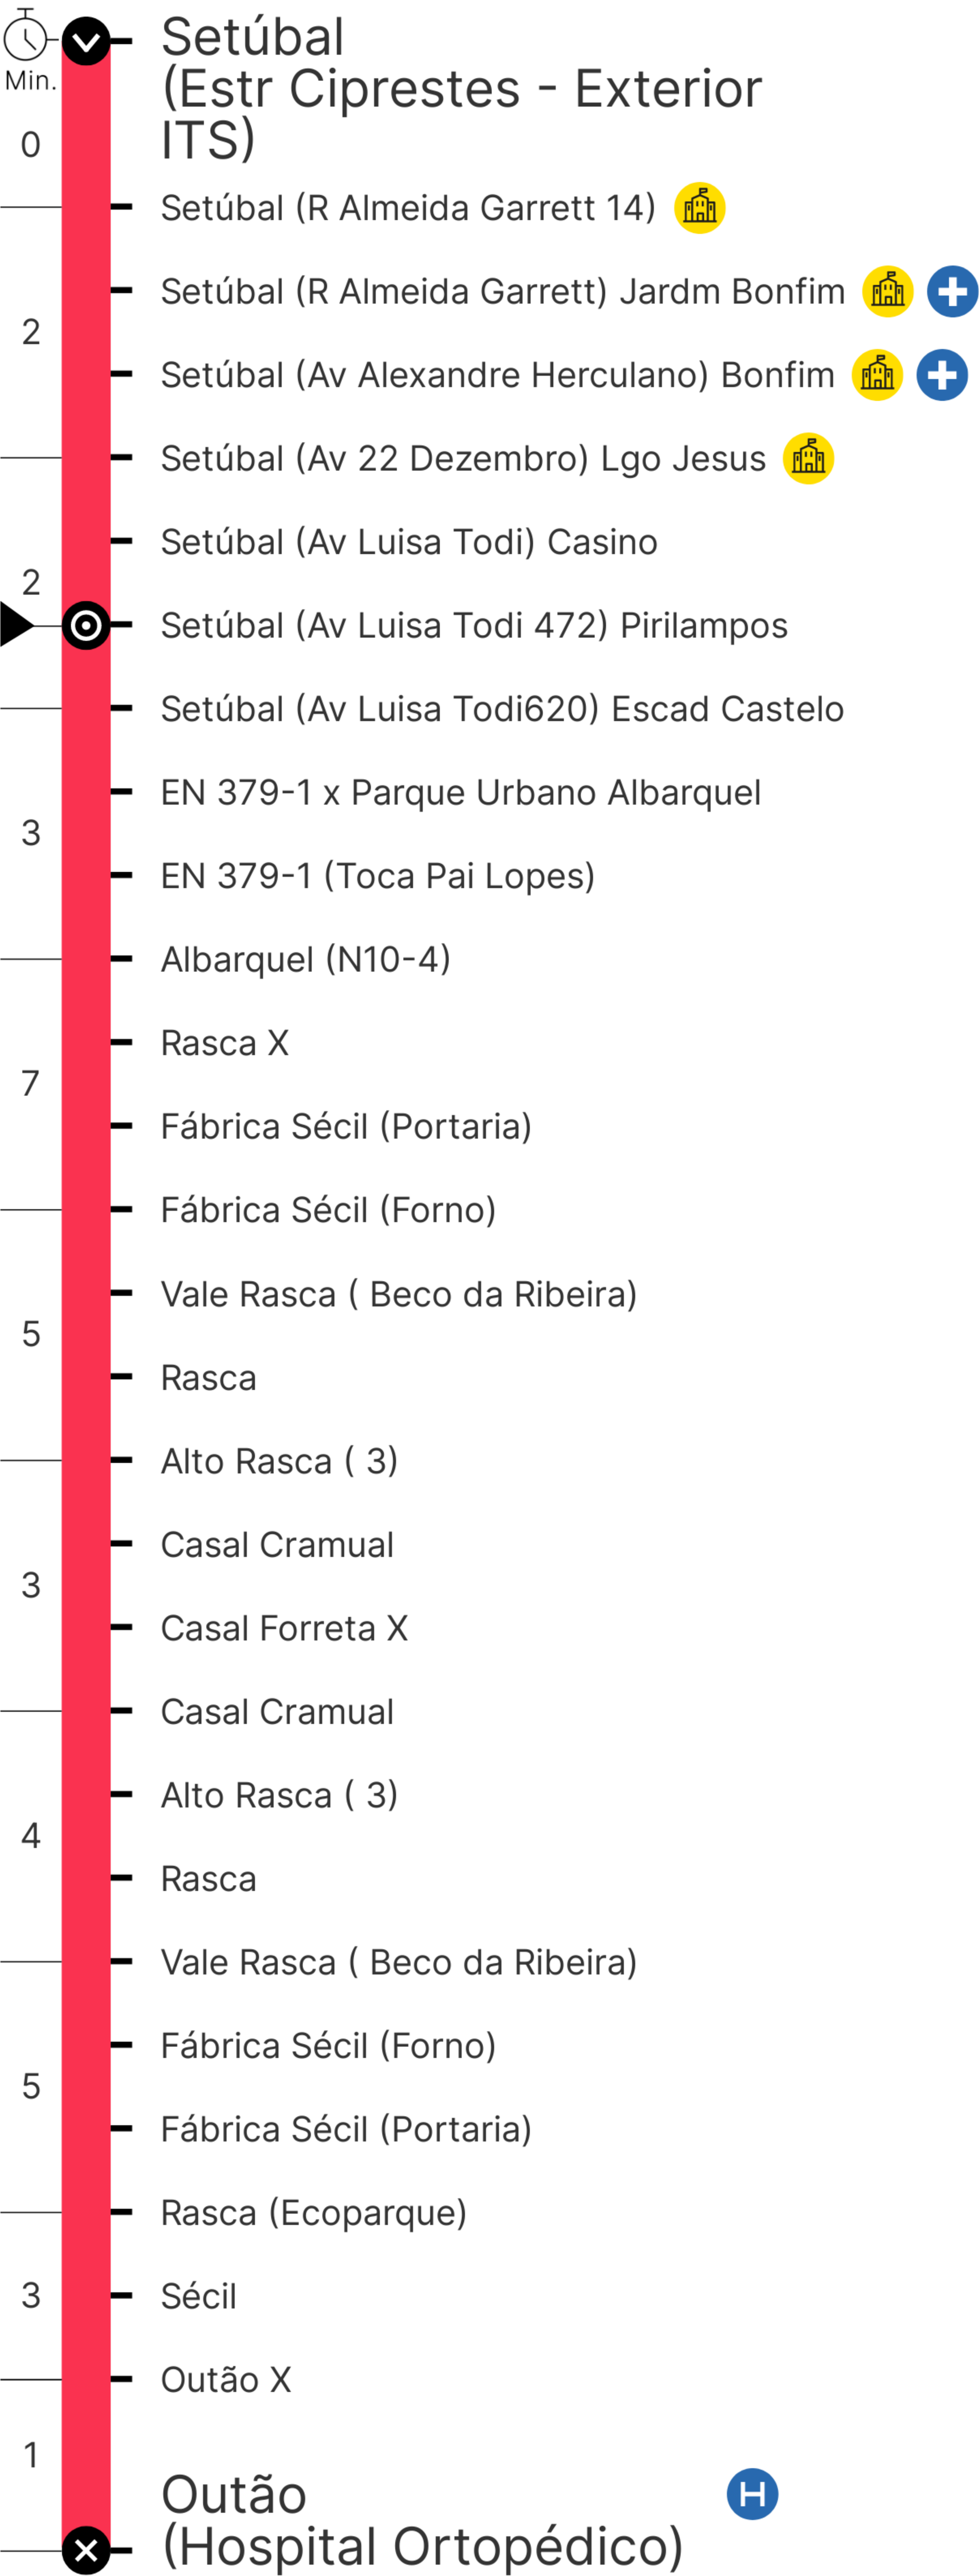 Setúbal
(Estr Ciprestes - Exterior
ITS)
Min.
0
Setúbal (R Almeida Garrett 14)
Setúbal (R Almeida Garrett) Jardm Bonfim
2
Setúbal (Av Alexandre Herculano) Bonfim
Setúbal (Av 22 Dezembro) Lgo Jesus
Setúbal (Av Luisa Todi) Casino
2
Setúbal (Av Luisa Todi 472) Pirilampos
Setúbal (Av Luisa Todi620) Escad Castelo
EN 379-1 x Parque Urbano Albarquel
3
EN 379-1 (Toca Pai Lopes)
Albarquel (N10-4)
Rasca X
7
Fábrica Sécil (Portaria)
Fábrica Sécil (Forno)
Vale Rasca ( Beco da Ribeira)
5
Rasca
Alto Rasca ( 3)
Casal Cramual
3
Casal Forreta X
Casal Cramual
Alto Rasca ( 3)
4
Rasca
Vale Rasca ( Beco da Ribeira)
Fábrica Sécil (Forno)
5
Fábrica Sécil (Portaria)
Rasca (Ecoparque)
3
Sécil
Outão X
1
Outão
H
(Hospital Ortopédico)